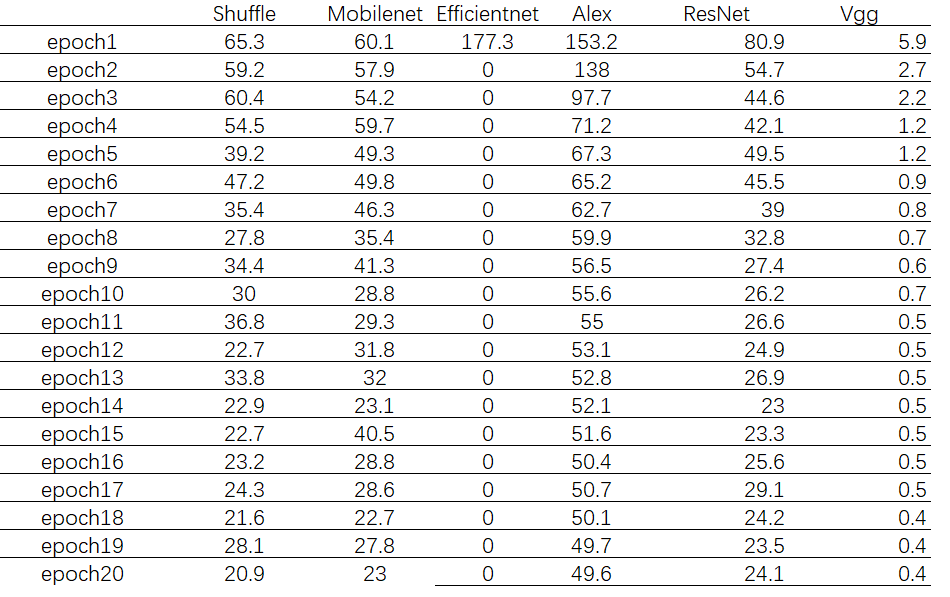 Shuffle Mobilenet Efficientnet Alex ResNet Vgg
epoch1 65.3 60.1 177.3 153.2 80.9 5.9
epoch2 59.2 57.9 0 138 54.7 2.7
epoch3 60.4 54.2 0 97.7 44.6 2.2
epoch4 54.5 59.7 0 71.2 42.1 1.2
epoch5 39.2 49.3 0 67.3 49.5 1.2
epoch6 47.2 49.8 0 65.2 45.5 0.9
epoch7 35.4 46.3 0 62.7 39 0.8
epoch8 27.8 35.4 0 59.9 32.8 0.7
epoch9 34.4 41.3 0 56.5 27.4 0.6
epoch10 30 28.8 0 55.6 26.2 0.7
epoch11 36.8 29.3 0 55 26.6 0.5
epoch12 22.7 31.8 0 53.1 24.9 0.5
epoch13 33.8 32 0 52.8 26.9 0.5
epoch14 22.9 23.1 0 52.1 23 0.5
epoch15 22.7 40.5 0 51.6 23.3 0.5
epoch16 23.2 28.8 0 50.4 25.6 0.5
epoch17 24.3 28.6 0 50.7 29.1 0.5
epoch18 21.6 22.7 0 50.1 24.2 0.4
epoch19 28.1 27.8 0 49.7 23.5 0.4
epoch20 20.9 23 0 49.6 24.1 0.4